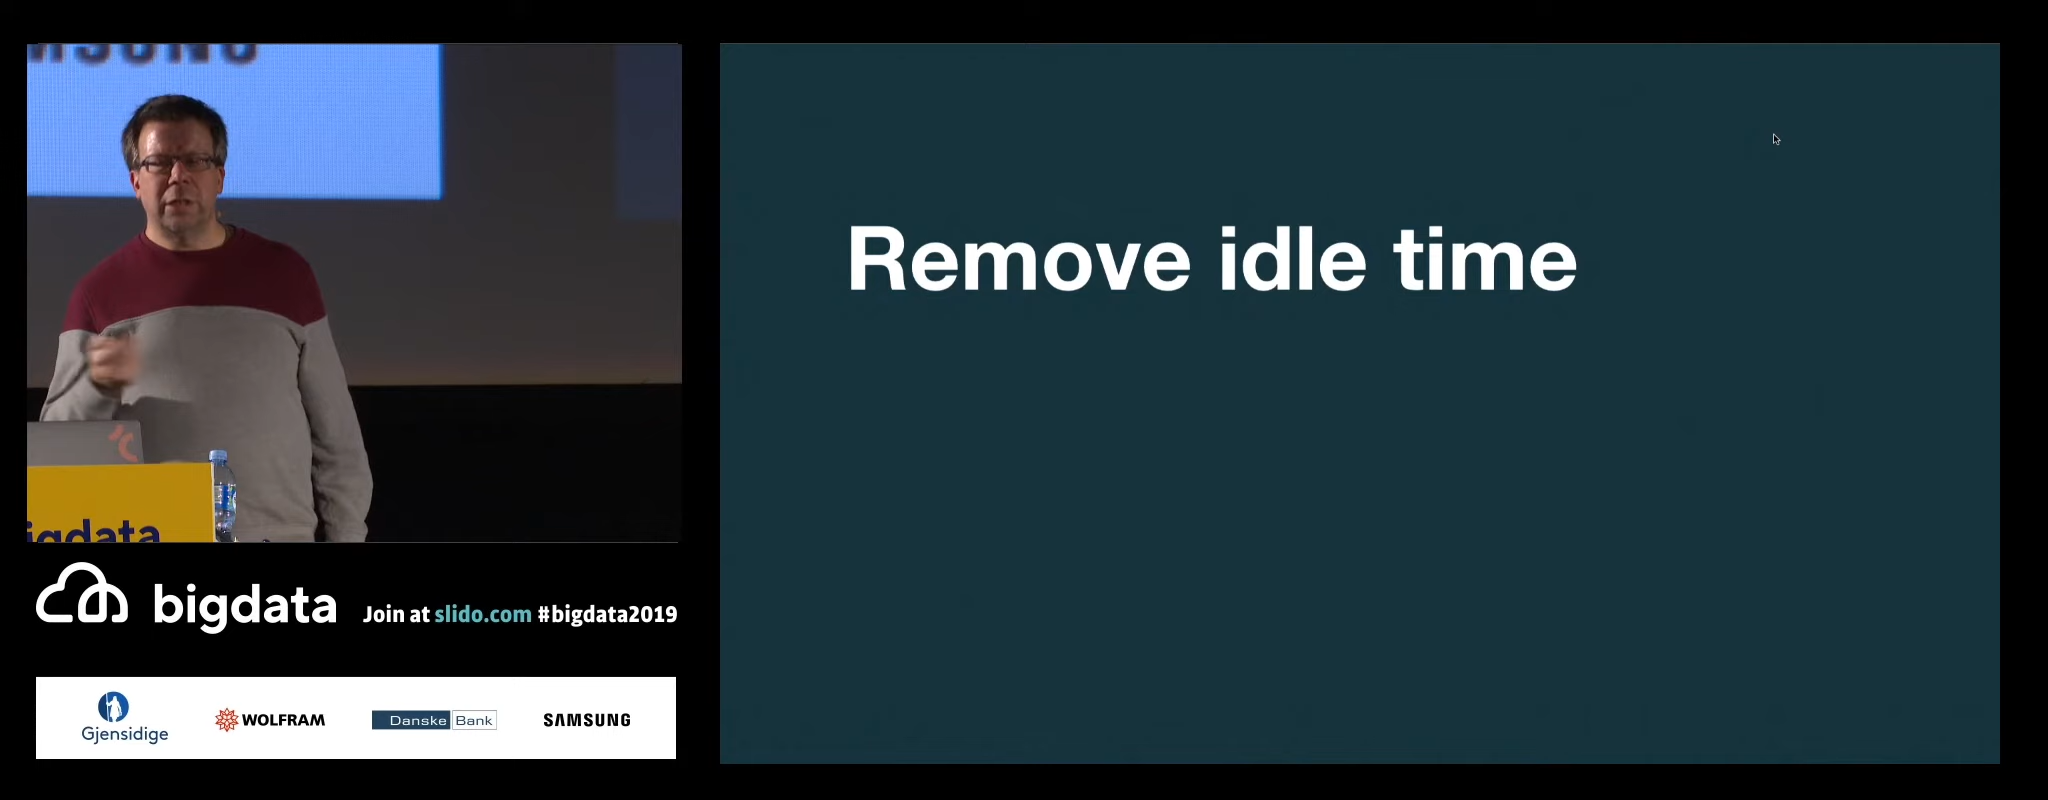 Remove idle time
bigdata
Join at slido.com #bigdata2019
Gjensidige
WOLFRAM
Danske Bank
SAMSUNG